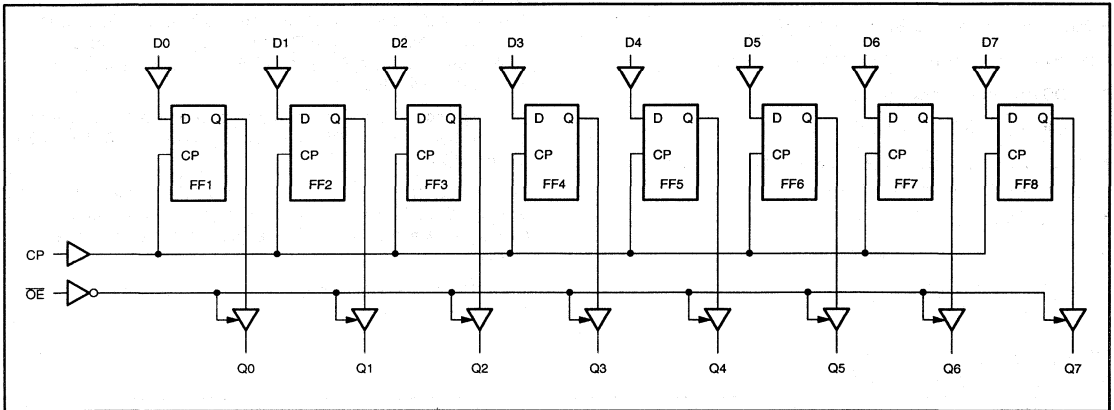 D0 D1 D2 D3 D4 D5 D6 D7
D Q D Q D Q D Q D Q D Q D Q D Q
CP CP CP CP CP CP CP CP
FF1 FF2 FF3 FF4 FF5 FF6 FF7 FF8
CP
O̅E̅
Q0 Q1 Q2 Q3 Q4 Q5 Q6 Q7